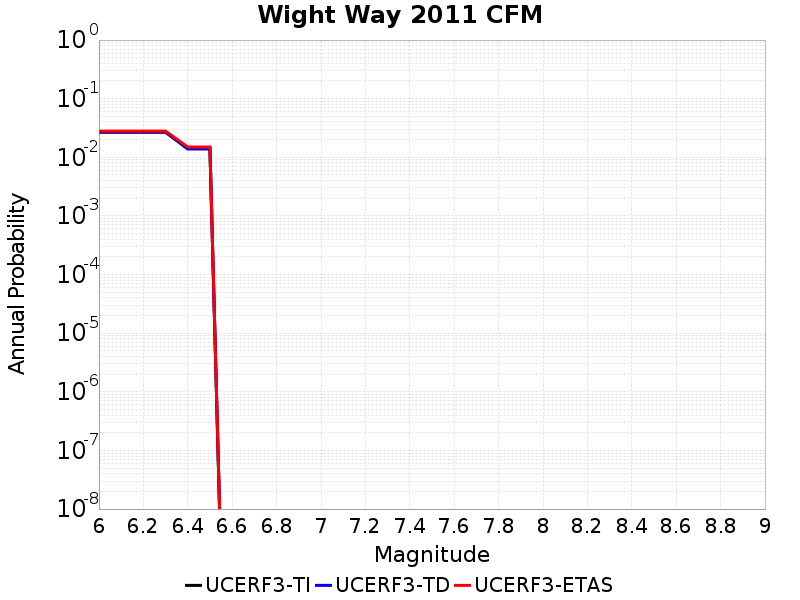 Wight Way 2011 CFM
10^0
10^-1
10^-2
10^-3
10^-4
10^-5
10^-6
10^-7
10^-8
Annual Probability
6 6.2 6.4 6.6 6.8 7 7.2 7.4 7.6 7.8 8 8.2 8.4 8.6 8.8 9
Magnitude
UCERF3-TI UCERF3-TD UCERF3-ETAS